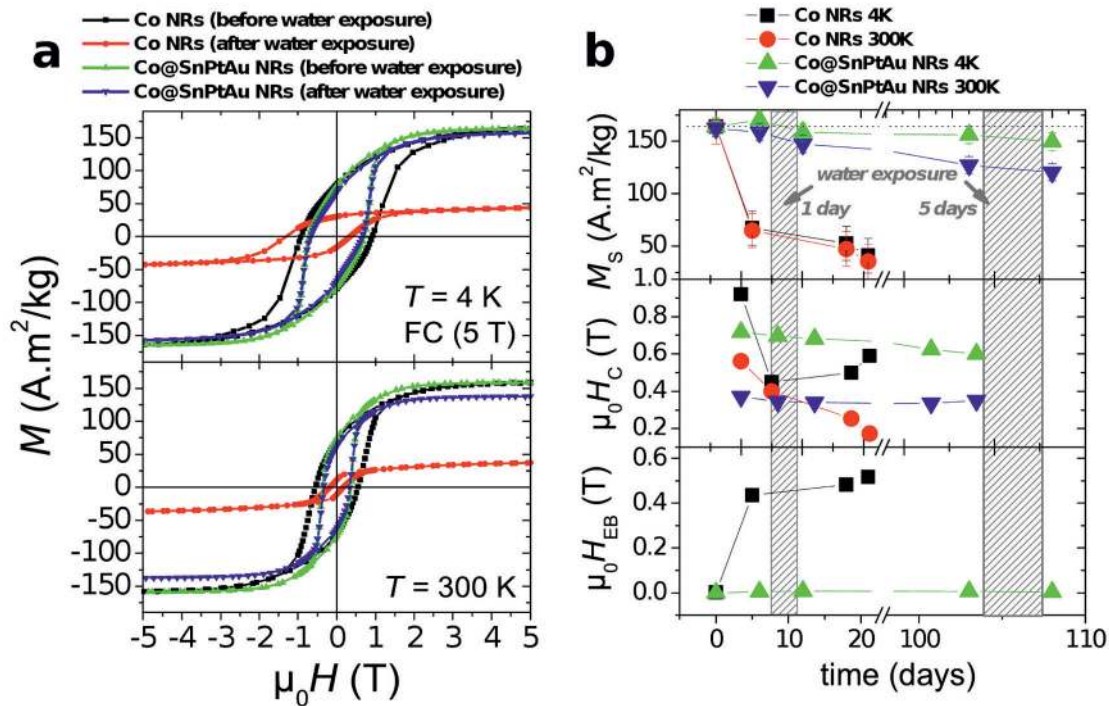 a
Co NRs (before water exposure)
Co NRs (after water exposure)
Co@SnPtAu NRs (before water exposure)
Co@SnPtAu NRs (after water exposure)
150
100
50
0
-50
-100
-150
T = 4 K
FC (5 T)
150
100
50
0
-50
-100
-150
T = 300 K
-5 -4 -3 -2 -1 0 1 2 3 4 5
M (A.m²/kg)
μ₀H (T)
b
Co NRs 4K
Co NRs 300K
Co@SnPtAu NRs 4K
Co@SnPtAu NRs 300K
150
100
50
water exposure
1 day
5 days
M_S (A.m²/kg)
1.0
0.8
0.6
0.4
0.2
μ₀H_C (T)
0.6
0.4
0.2
0.0
μ₀H_EB (T)
0 10 20 100 110
time (days)